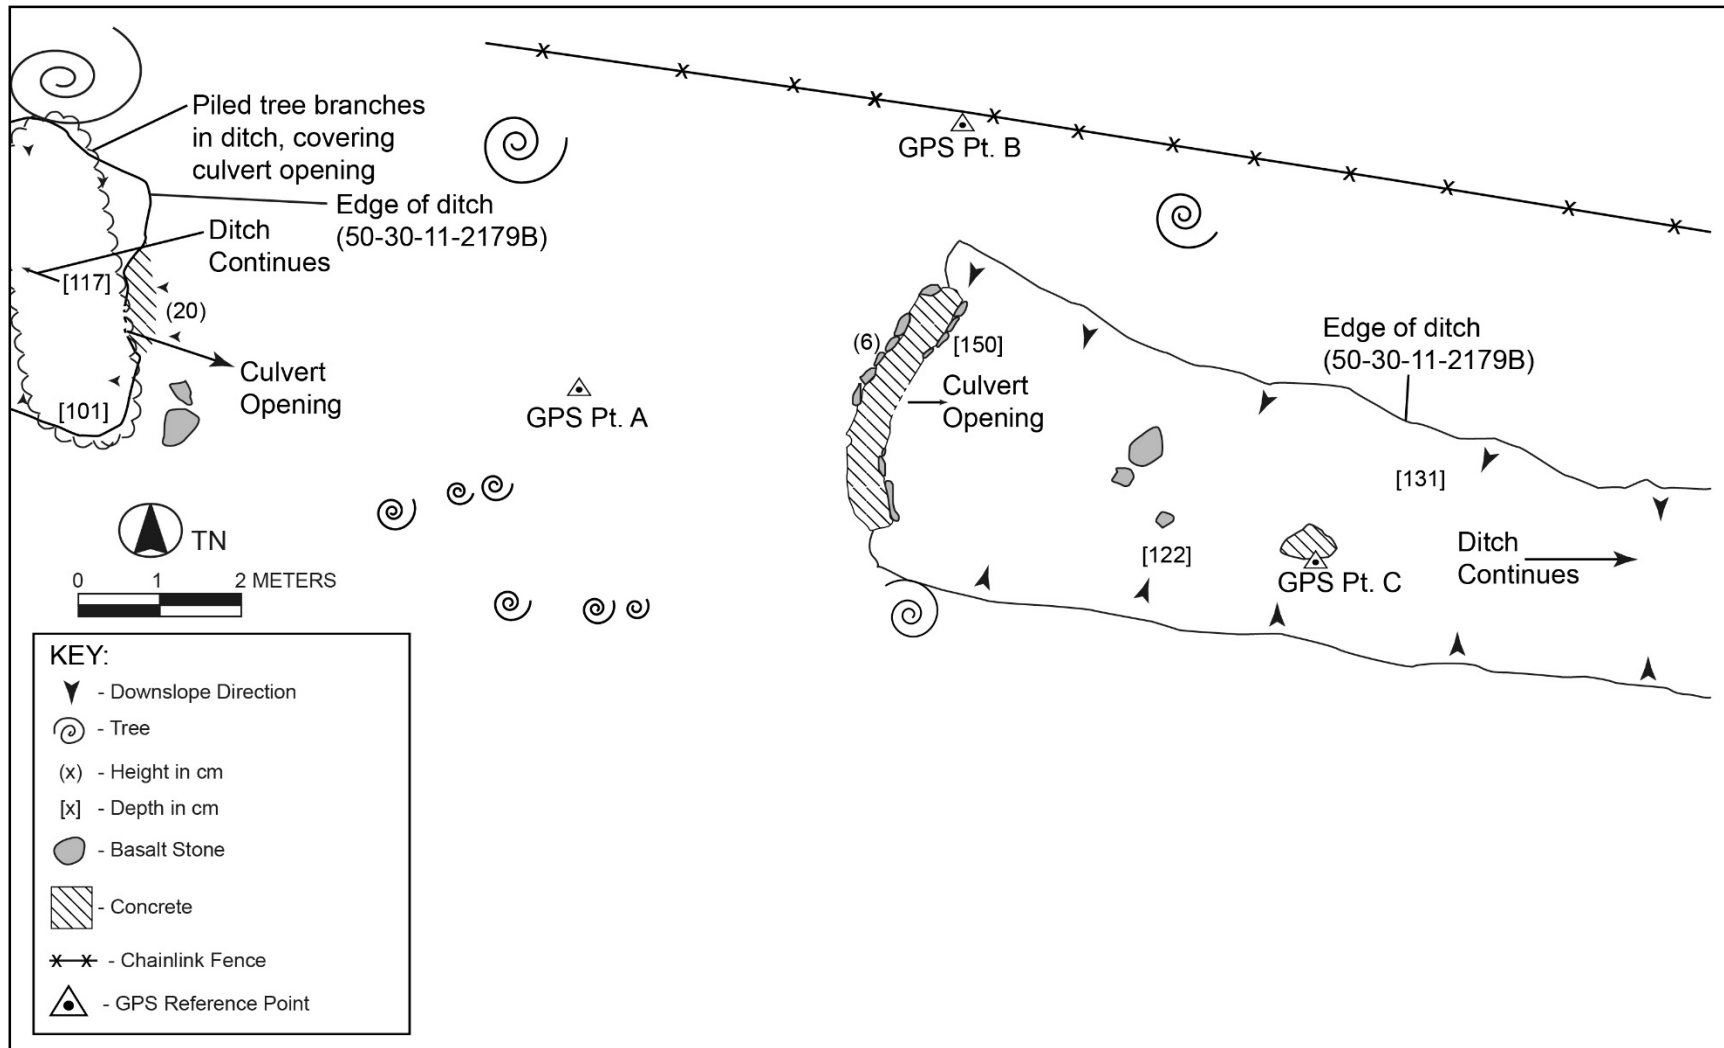 Piled tree branches
in ditch, covering
culvert opening
Edge of ditch
(50-30-11-2179B)
Ditch
Continues
[117]
(20)
Culvert
Opening
[101]
GPS Pt. B
GPS Pt. A
(6)
[150]
Culvert
Opening
Edge of ditch
(50-30-11-2179B)
[131]
[122]
GPS Pt. C
Ditch
Continues
TN
0 1 2 METERS
KEY:
- Downslope Direction
- Tree
(x) - Height in cm
[x] - Depth in cm
- Basalt Stone
- Concrete
x x - Chainlink Fence
- GPS Reference Point